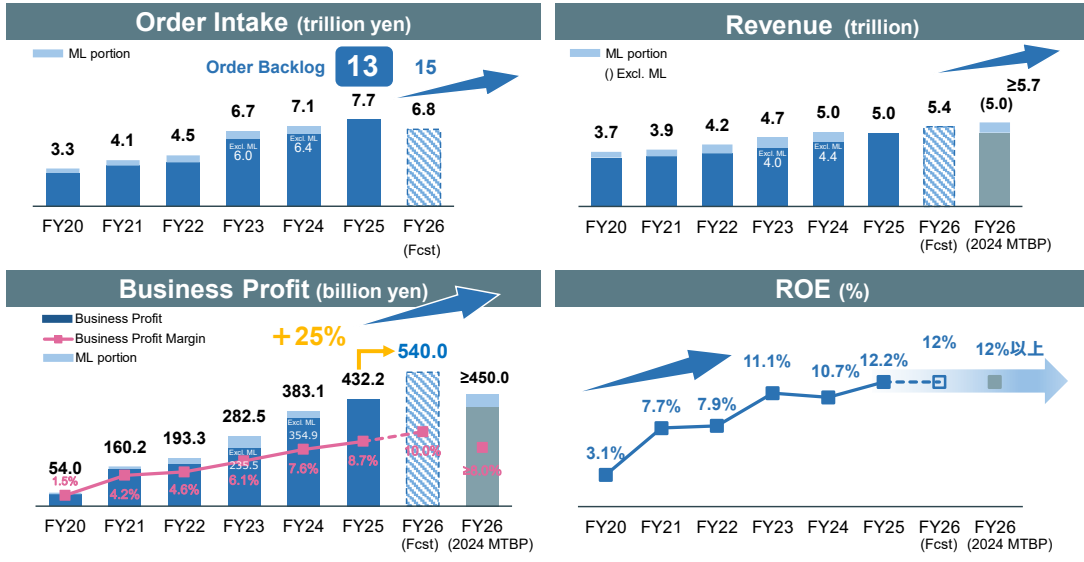 Order Intake (trillion yen)
ML portion
Order Backlog 13 15
3.3
4.1
4.5
6.7
7.1
7.7
6.8
Excl. ML
6.0
Excl. ML
6.4
FY20 FY21 FY22 FY23 FY24 FY25 FY26
(Fcst)
Revenue (trillion)
ML portion
() Excl. ML
3.7
3.9
4.2
4.7
5.0
5.0
5.4
≥5.7
(5.0)
Excl. ML
4.0
Excl. ML
4.4
FY20 FY21 FY22 FY23 FY24 FY25 FY26 FY26
(Fcst) (2024 MTBP)
Business Profit (billion yen)
Business Profit
Business Profit Margin
ML portion
+25%
540.0
54.0
160.2
193.3
282.5
383.1
432.2
≥450.0
Excl. ML
235.5
Excl. ML
354.9
1.5%
4.2%
4.6%
6.1%
7.6%
8.7%
10.0%
≥8.0%
FY20 FY21 FY22 FY23 FY24 FY25 FY26 FY26
(Fcst) (2024 MTBP)
ROE (%)
3.1%
7.7%
7.9%
11.1%
10.7%
12.2%
12%
12%以上
FY20 FY21 FY22 FY23 FY24 FY25 FY26 FY26
(Fcst) (2024 MTBP)